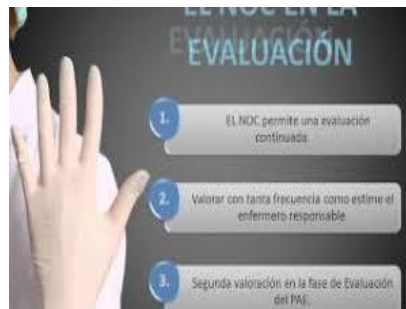 EL NOC EN LA
EVALUACIÓN
1.
EL NOC permite una evaluación
continuada.
2.
Valorar con tanta frecuencia como estime el
enfermero responsable
3.
Segunda valoración en la fase de Evaluación
del PAE.